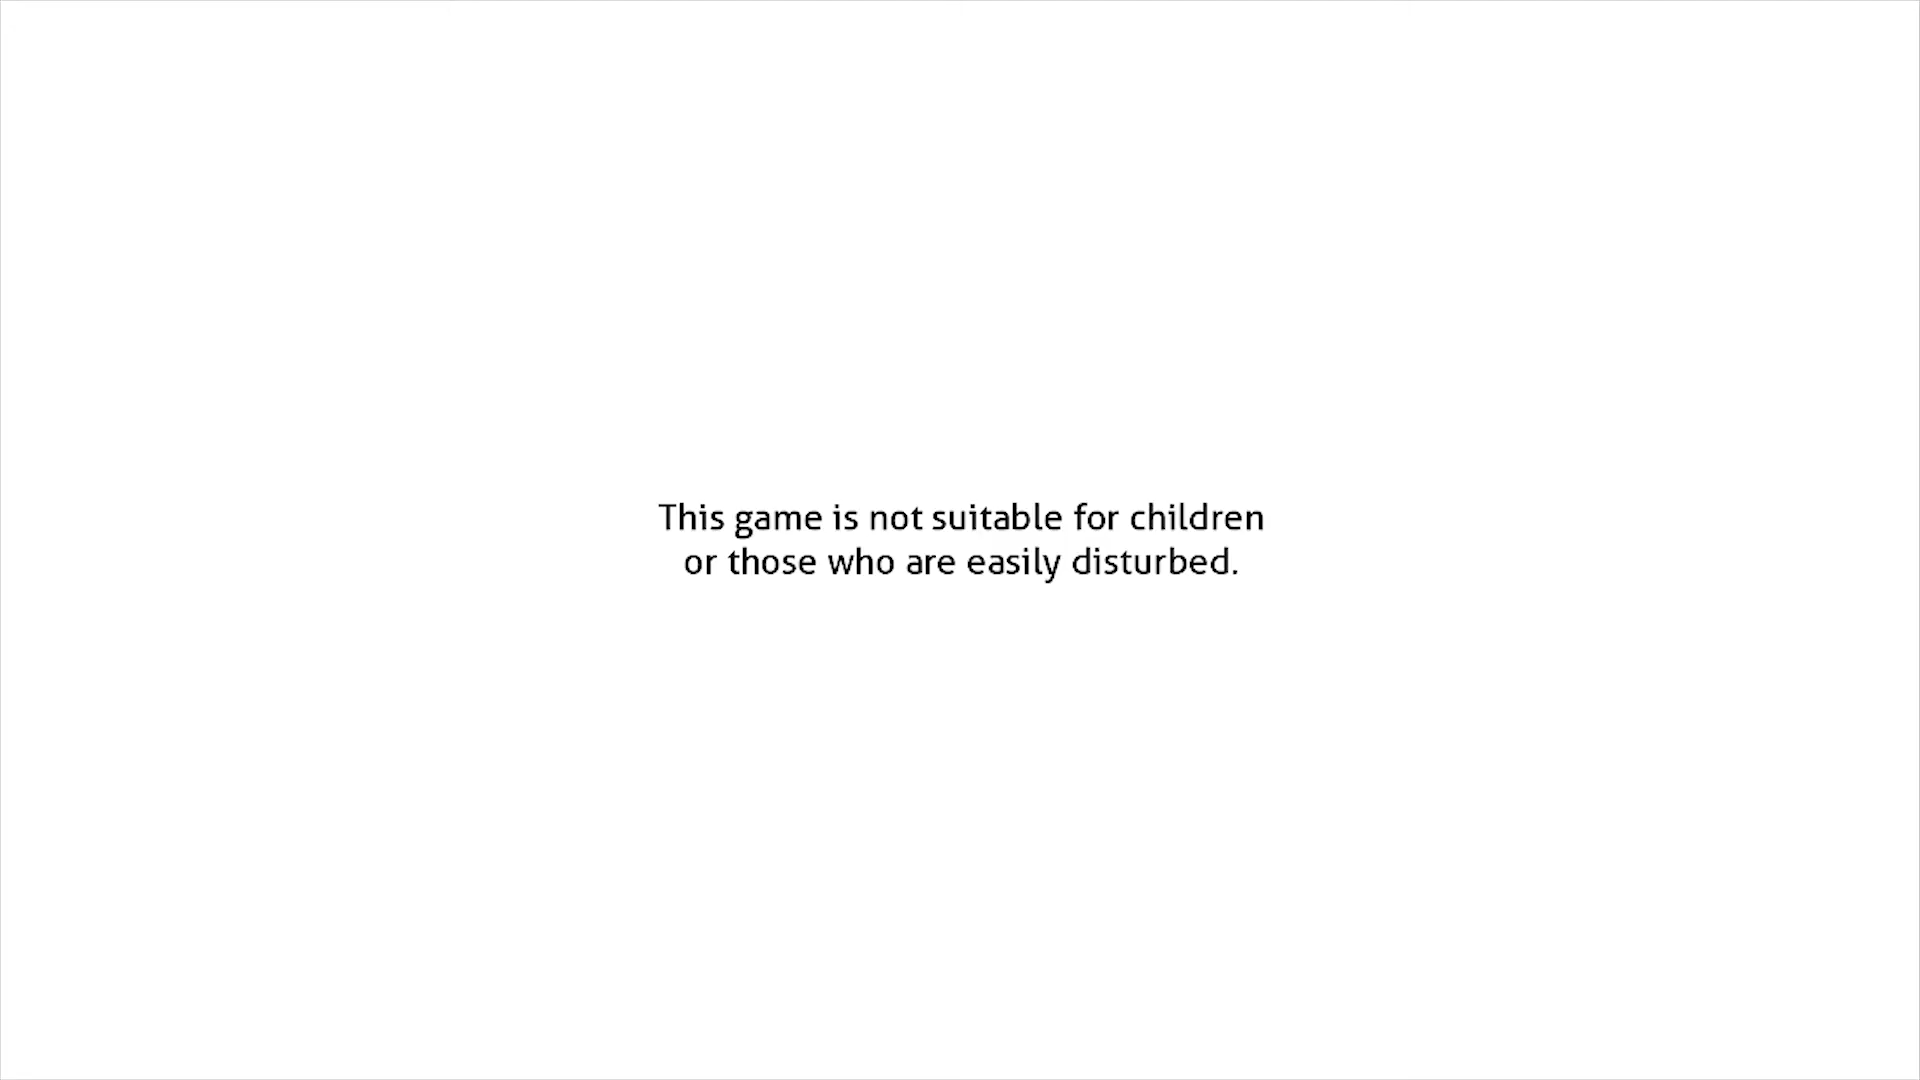 This game is not suitable for children
or those who are easily disturbed.